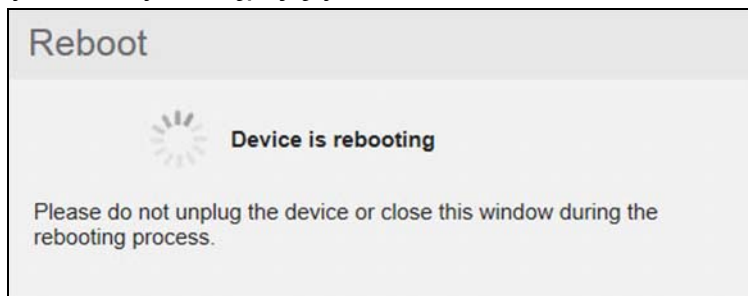 Reboot
Device is rebooting
Please do not unplug the device or close this window during the
rebooting process.